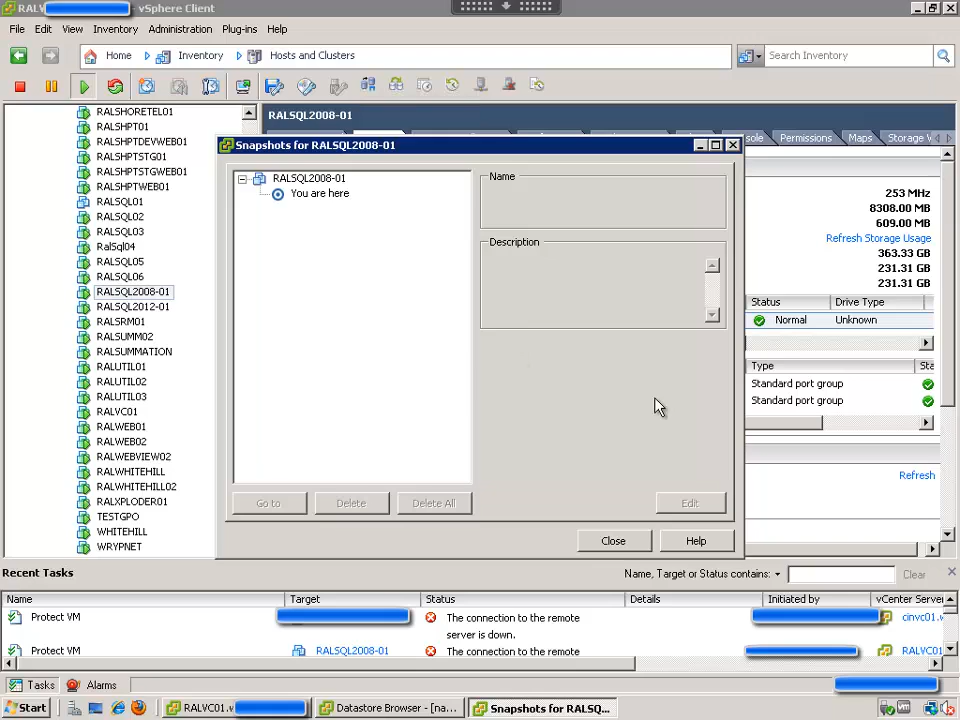 RALV
- vSphere Client
File Edit View Inventory Administration Plug-ins Help
Home Inventory Hosts and Clusters
Search Inventory
RALSHORETEL01
RALSHPT01
RALSHPTDEVWEB01
RALSHPTSTG01
RALSHPTSTGWEB01
RALSHPTWEB01
RALSQL01
RALSQL02
RALSQL03
RalSql04
RALSQL05
RALSQL06
RALSQL2008-01
RALSQL2012-01
RALSRM01
RALSUMM02
RALSUMMATION
RALUTIL01
RALUTIL02
RALUTIL03
RALVC01
RALWEB01
RALWEB02
RALWEBVIEW02
RALWHITEHILL
RALWHITEHILL02
RALXPLODER01
TESTGPO
WHITEHILL
WRYPNET
RALSQL2008-01
sole Permissions Maps Storage V
Snapshots for RALSQL2008-01
RALSQL2008-01
You are here
Name
Description
Go to Delete Delete All Edit
Close Help
253 MHz
8308.00 MB
609.00 MB
Refresh Storage Usage
363.33 GB
231.31 GB
231.31 GB
Status Drive Type
Normal Unknown
Type Sta
Standard port group
Standard port group
Refresh
Recent Tasks
Name, Target or Status contains: Clear
Name Target Status Details Initiated by vCenter Server
Protect VM The connection to the remote cinvc01.w
server is down.
Protect VM RALSQL2008-01 The connection to the remote RALVC01
Tasks Alarms
Start RALVC01.v Datastore Browser - [na... Snapshots for RALSQ...